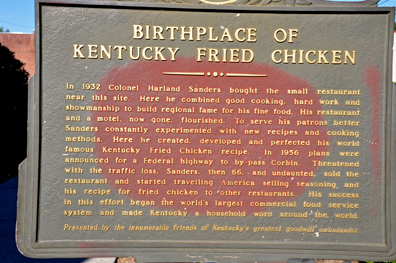 BIRTHPLACE OF
KENTUCKY FRIED CHICKEN
In 1932 Colonel Harland Sanders bought the small restaurant
near this site. Here he combined good cooking, hard work and
showmanship to build regional fame for his fine food. His restaurant
and a motel, now gone, flourished. To serve his patrons better
Sanders constantly experimented with new recipes and cooking
methods. Here he created, developed and perfected his world
famous Kentucky Fried Chicken recipe. In 1956 plans were
announced for a Federal highway to by-pass Corbin. Threatened
with the traffic loss, Sanders, then 66, and undaunted, sold the
restaurant and started travelling America selling seasoning and
his recipe for fried chicken to other restaurants. His success
in this effort began the world's largest commercial food service
system and made Kentucky a household word around the world.
Presented by the innumerable friends of Kentucky's greatest goodwill ambassador